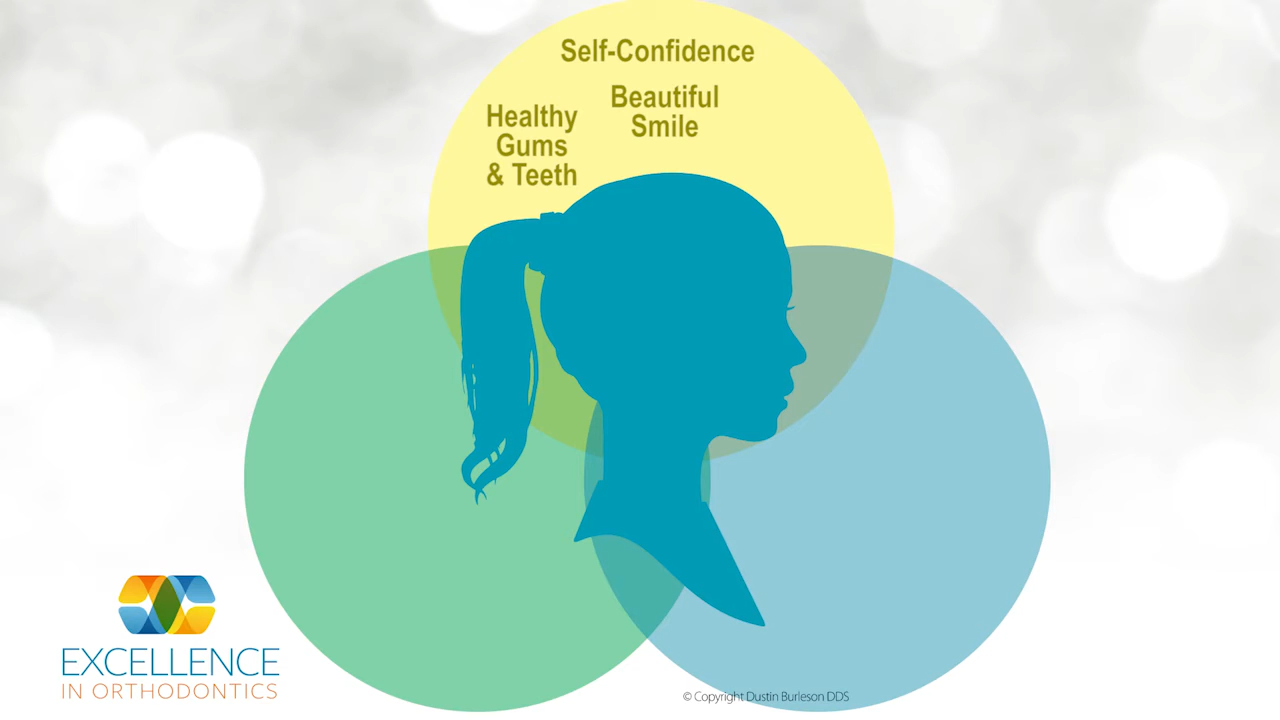 Self-Confidence
Beautiful
Smile
Healthy
Gums
& Teeth
EXCELLENCE
IN ORTHODONTICS
© Copyright Dustin Burleson DDS